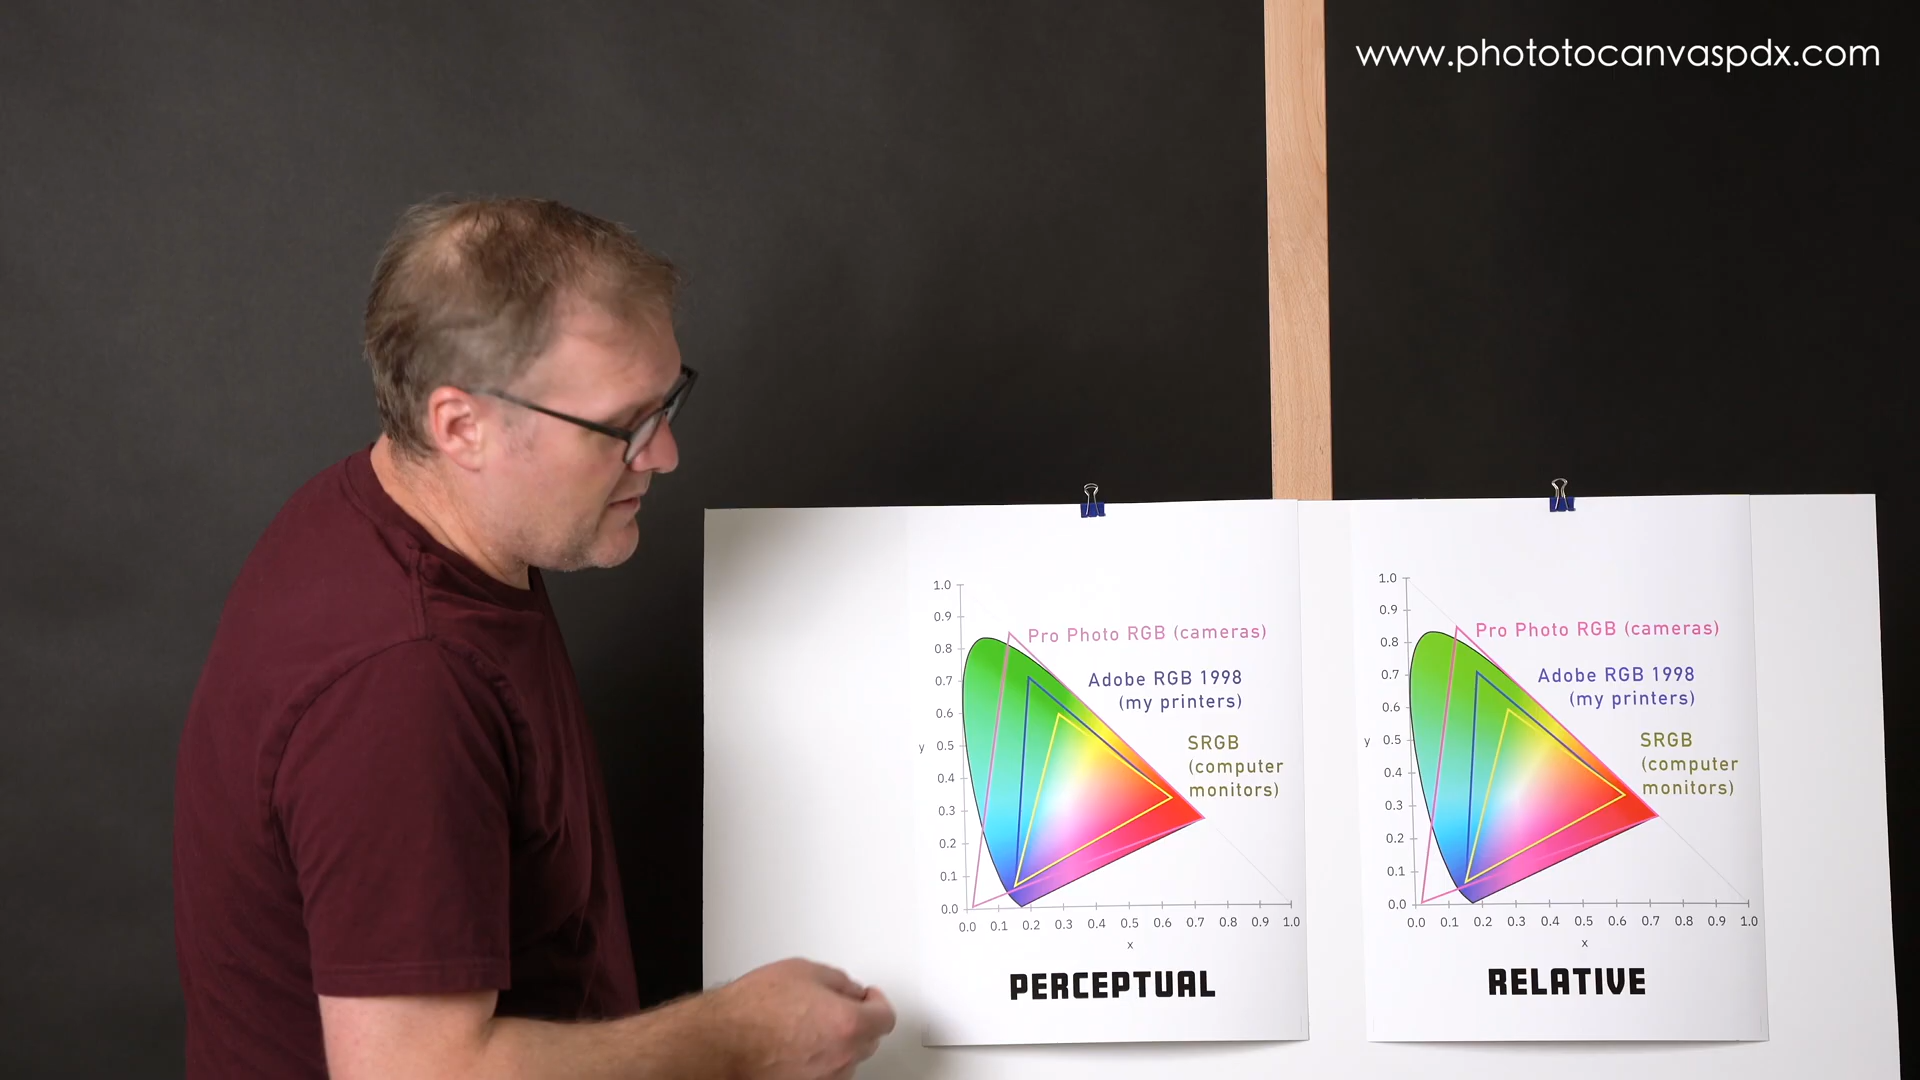 www.phototocanvaspdx.com
1.0
0.9
0.8
0.7
0.6
0.5
0.4
0.3
0.2
0.1
0.0
y
Pro Photo RGB (cameras)
Adobe RGB 1998
(my printers)
SRGB
(computer
monitors)
0.0 0.1 0.2 0.3 0.4 0.5 0.6 0.7 0.8 0.9 1.0
x
PERCEPTUAL
1.0
0.9
0.8
0.7
0.6
0.5
0.4
0.3
0.2
0.1
0.0
y
Pro Photo RGB (cameras)
Adobe RGB 1998
(my printers)
SRGB
(computer
monitors)
0.0 0.1 0.2 0.3 0.4 0.5 0.6 0.7 0.8 0.9 1.0
x
RELATIVE